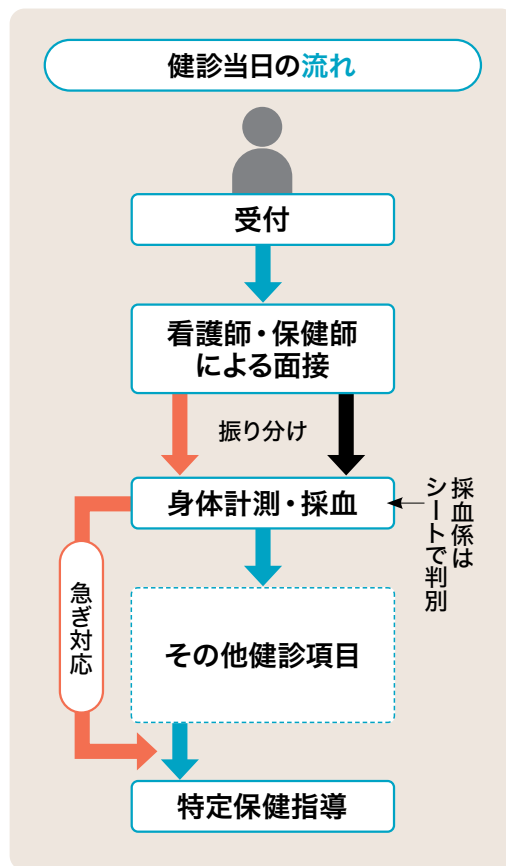 健診当日の流れ
受付
看護師・保健師
による面接
振り分け
身体計測・採血
採血係は
シートで判別
急ぎ対応
その他健診項目
特定保健指導